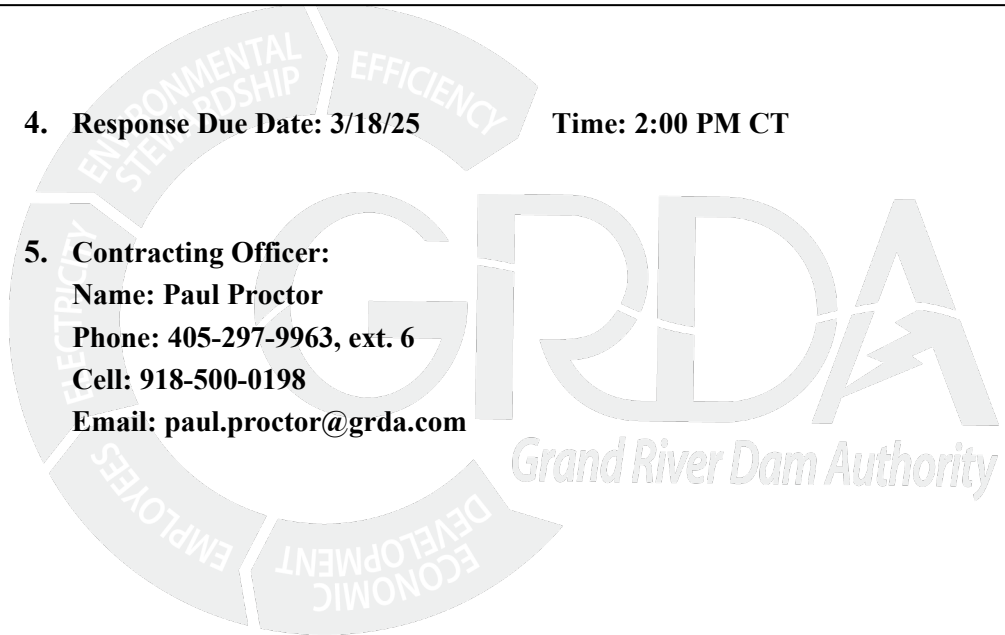 4. Response Due Date: 3/18/25 Time: 2:00 PM CT
5. Contracting Officer:
Name: Paul Proctor
Phone: 405-297-9963, ext. 6
Cell: 918-500-0198
Email: paul.proctor@grda.com
ENVIRONMENTAL
STEWARDSHIP
EFFICIENCY
ELECTRICITY
EMPLOYEES
ECONOMIC
DEVELOPMENT
GRDA
Grand River Dam Authority